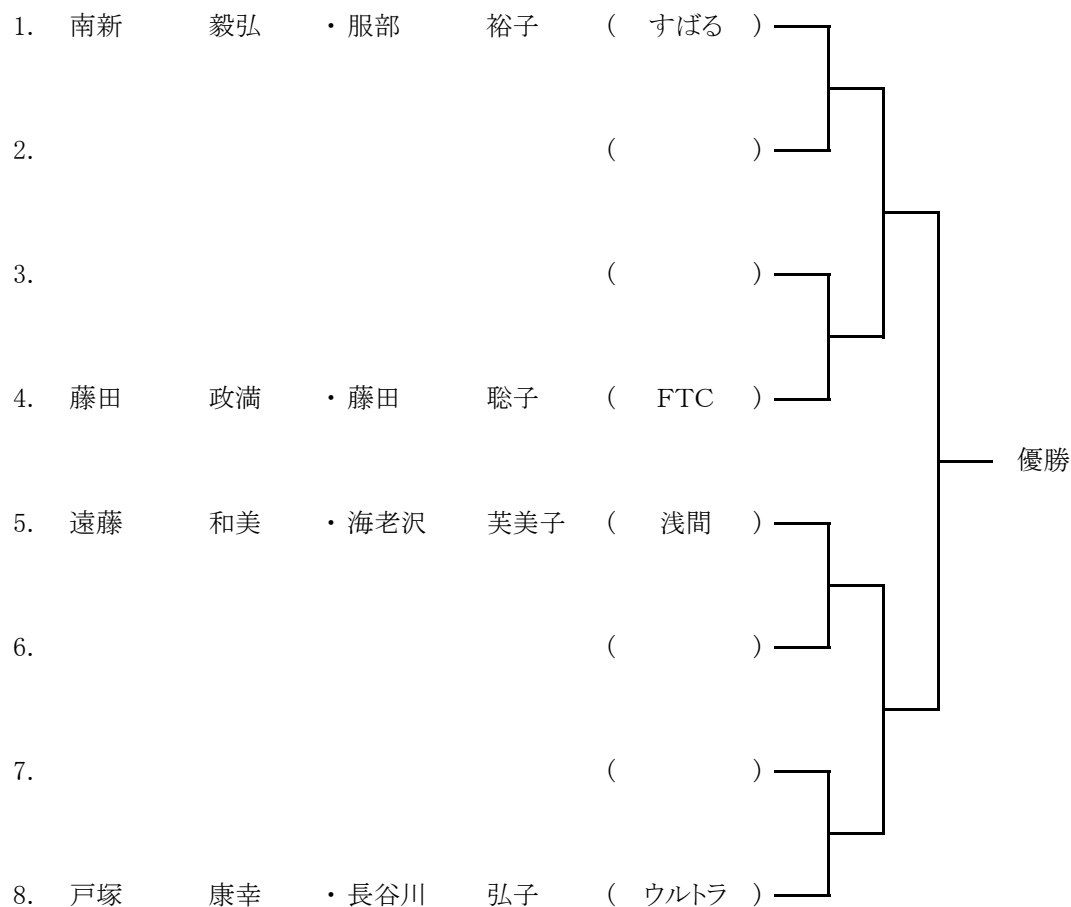 1. 南新 毅弘 ・服部 裕子 ( すばる )
2. ( )
3. ( )
4. 藤田 政満 ・藤田 聡子 ( FTC )
優勝
5. 遠藤 和美 ・海老沢 芙美子 ( 浅間 )
6. ( )
7. ( )
8. 戸塚 康幸 ・長谷川 弘子 ( ウルトラ )